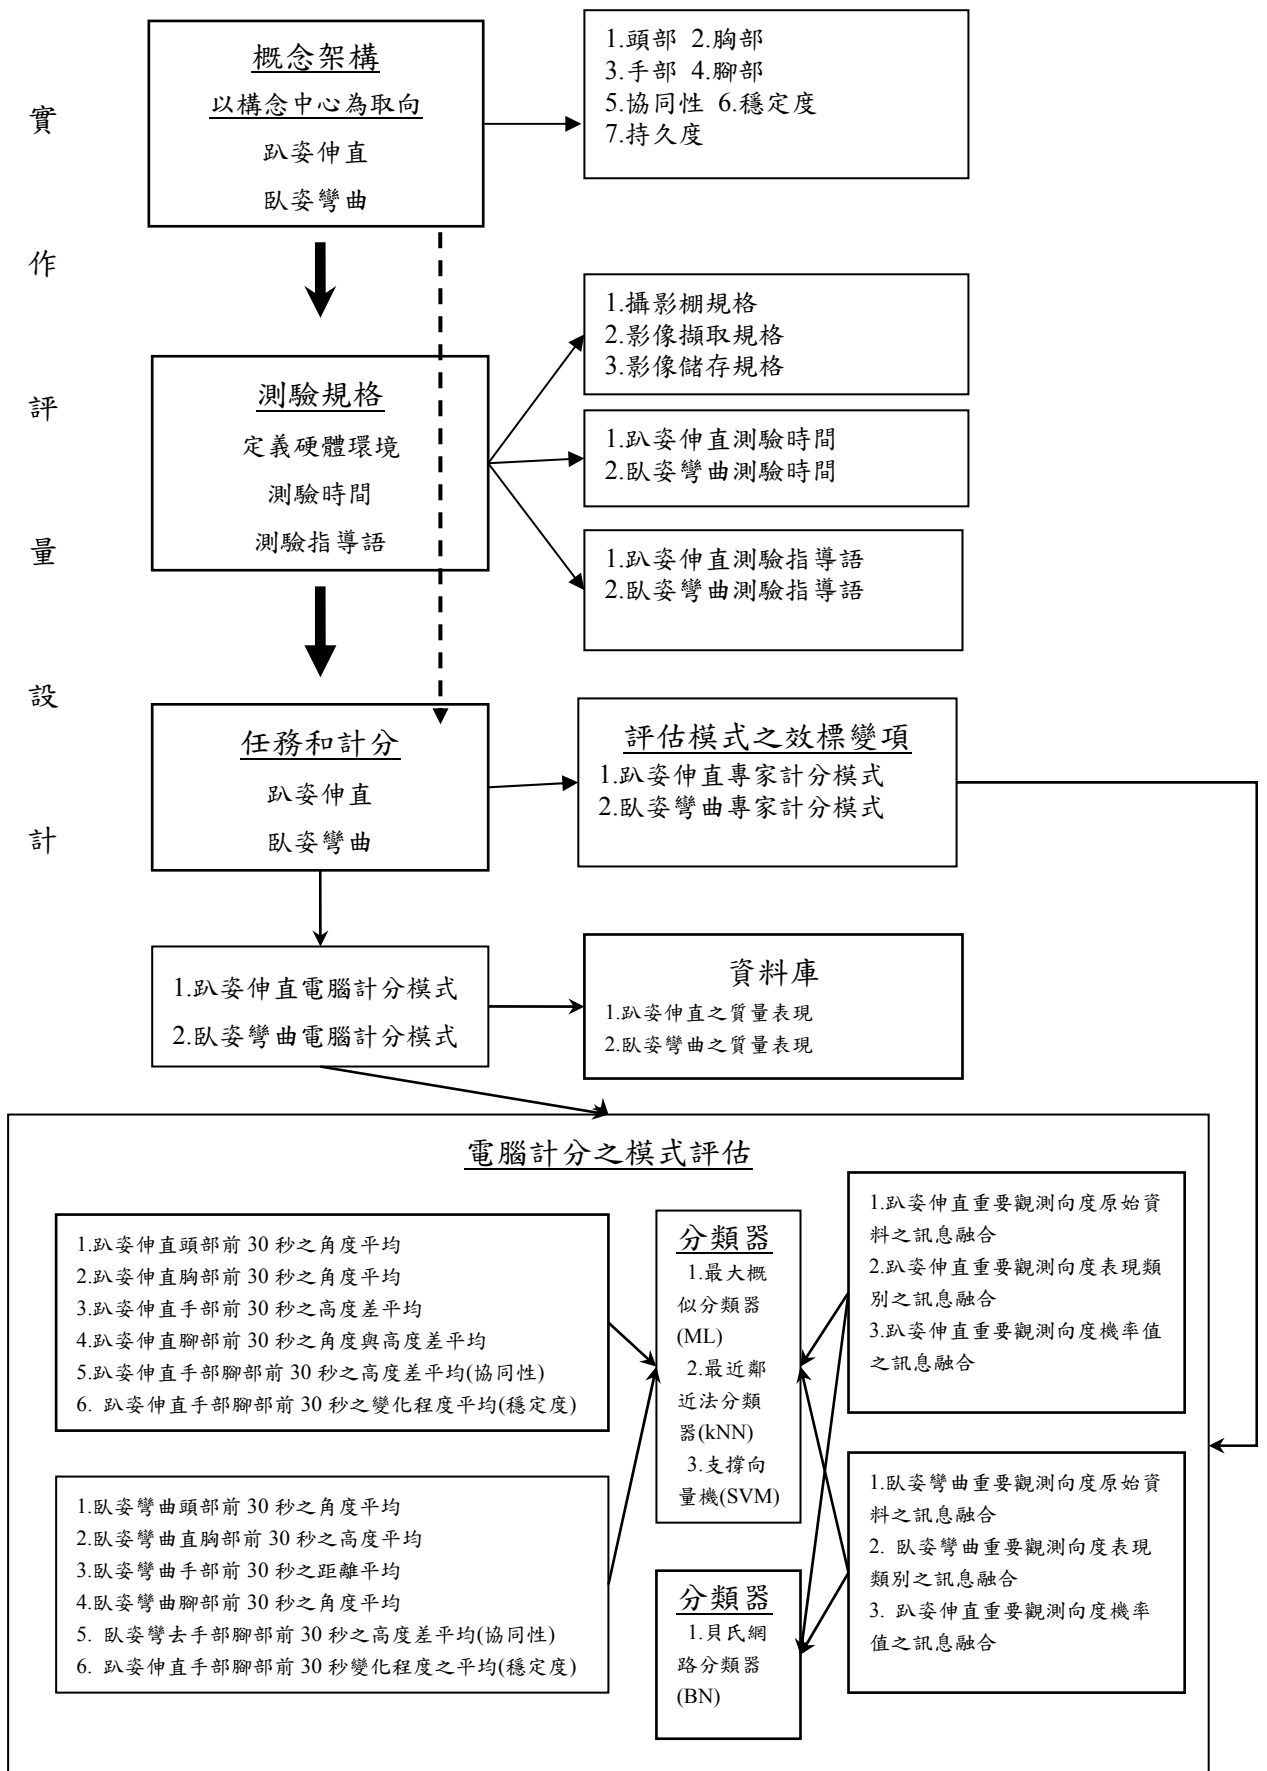 實
作
評
量
設
計
概念架構
以構念中心為取向
趴姿伸直
臥姿彎曲
1.頭部 2.胸部
3.手部 4.腳部
5.協同性 6.穩定度
7.持久度
測驗規格
定義硬體環境
測驗時間
測驗指導語
1.攝影棚規格
2.影像擷取規格
3.影像儲存規格
1.趴姿伸直測驗時間
2.臥姿彎曲測驗時間
1.趴姿伸直測驗指導語
2.臥姿彎曲測驗指導語
任務和計分
趴姿伸直
臥姿彎曲
評估模式之效標變項
1.趴姿伸直專家計分模式
2.臥姿彎曲專家計分模式
1.趴姿伸直電腦計分模式
2.臥姿彎曲電腦計分模式
資料庫
1.趴姿伸直之質量表現
2.臥姿彎曲之質量表現
電腦計分之模式評估
1.趴姿伸直頭部前 30 秒之角度平均
2.趴姿伸直胸部前 30 秒之角度平均
3.趴姿伸直手部前 30 秒之高度差平均
4.趴姿伸直腳部前 30 秒之角度與高度差平均
5.趴姿伸直手部腳部前 30 秒之高度差平均(協同性)
6. 趴姿伸直手部腳部前 30 秒之變化程度平均(穩定度)
1.臥姿彎曲頭部前 30 秒之角度平均
2.臥姿彎曲直胸部前 30 秒之高度平均
3.臥姿彎曲手部前 30 秒之距離平均
4.臥姿彎曲腳部前 30 秒之角度平均
5. 臥姿彎去手部腳部前 30 秒之高度差平均(協同性)
6. 趴姿伸直手部腳部前 30 秒變化程度之平均(穩定度)
分類器
1.最大概
似分類器
(ML)
2.最近鄰
近法分類
器(kNN)
3.支撐向
量機(SVM)
分類器
1.貝氏網
路分類器
(BN)
1.趴姿伸直重要觀測向度原始資
料之訊息融合
2.趴姿伸直重要觀測向度表現類
別之訊息融合
3.趴姿伸直重要觀測向度機率值
之訊息融合
1.臥姿彎曲重要觀測向度原始資
料之訊息融合
2. 臥姿彎曲重要觀測向度表現
類別之訊息融合
3. 趴姿伸直重要觀測向度機率
值之訊息融合